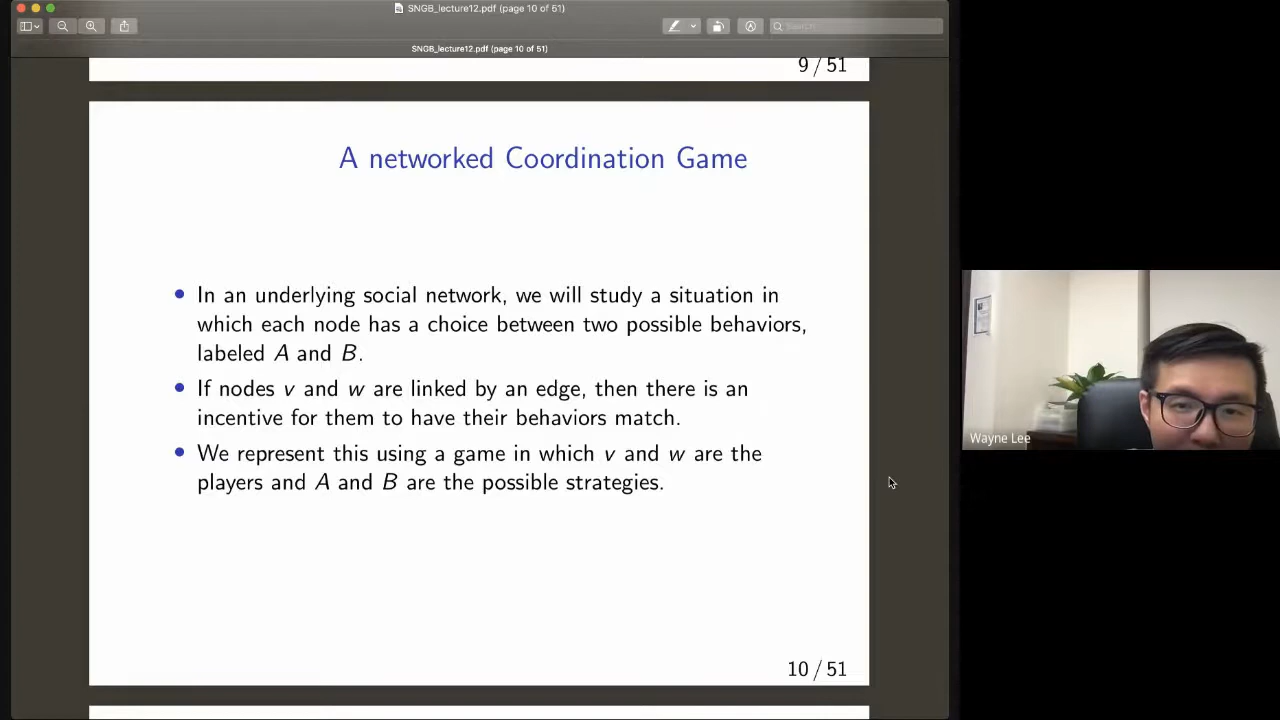 SNGB_lecture12.pdf (page 10 of 51)
Search
SNGB_lecture12.pdf (page 10 of 51)
9 / 51
A networked Coordination Game
• In an underlying social network, we will study a situation in
which each node has a choice between two possible behaviors,
labeled A and B.
• If nodes v and w are linked by an edge, then there is an
incentive for them to have their behaviors match.
• We represent this using a game in which v and w are the
players and A and B are the possible strategies.
10 / 51
Wayne Lee